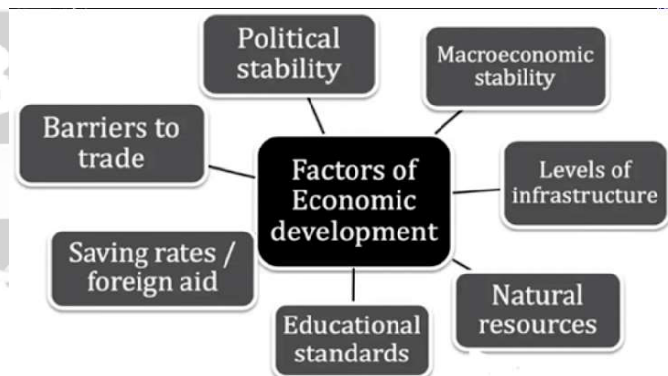 Political
stability
Macroeconomic
stability
Barriers to
trade
Factors of
Economic
development
Levels of
infrastructure
Saving rates /
foreign aid
Natural
resources
Educational
standards